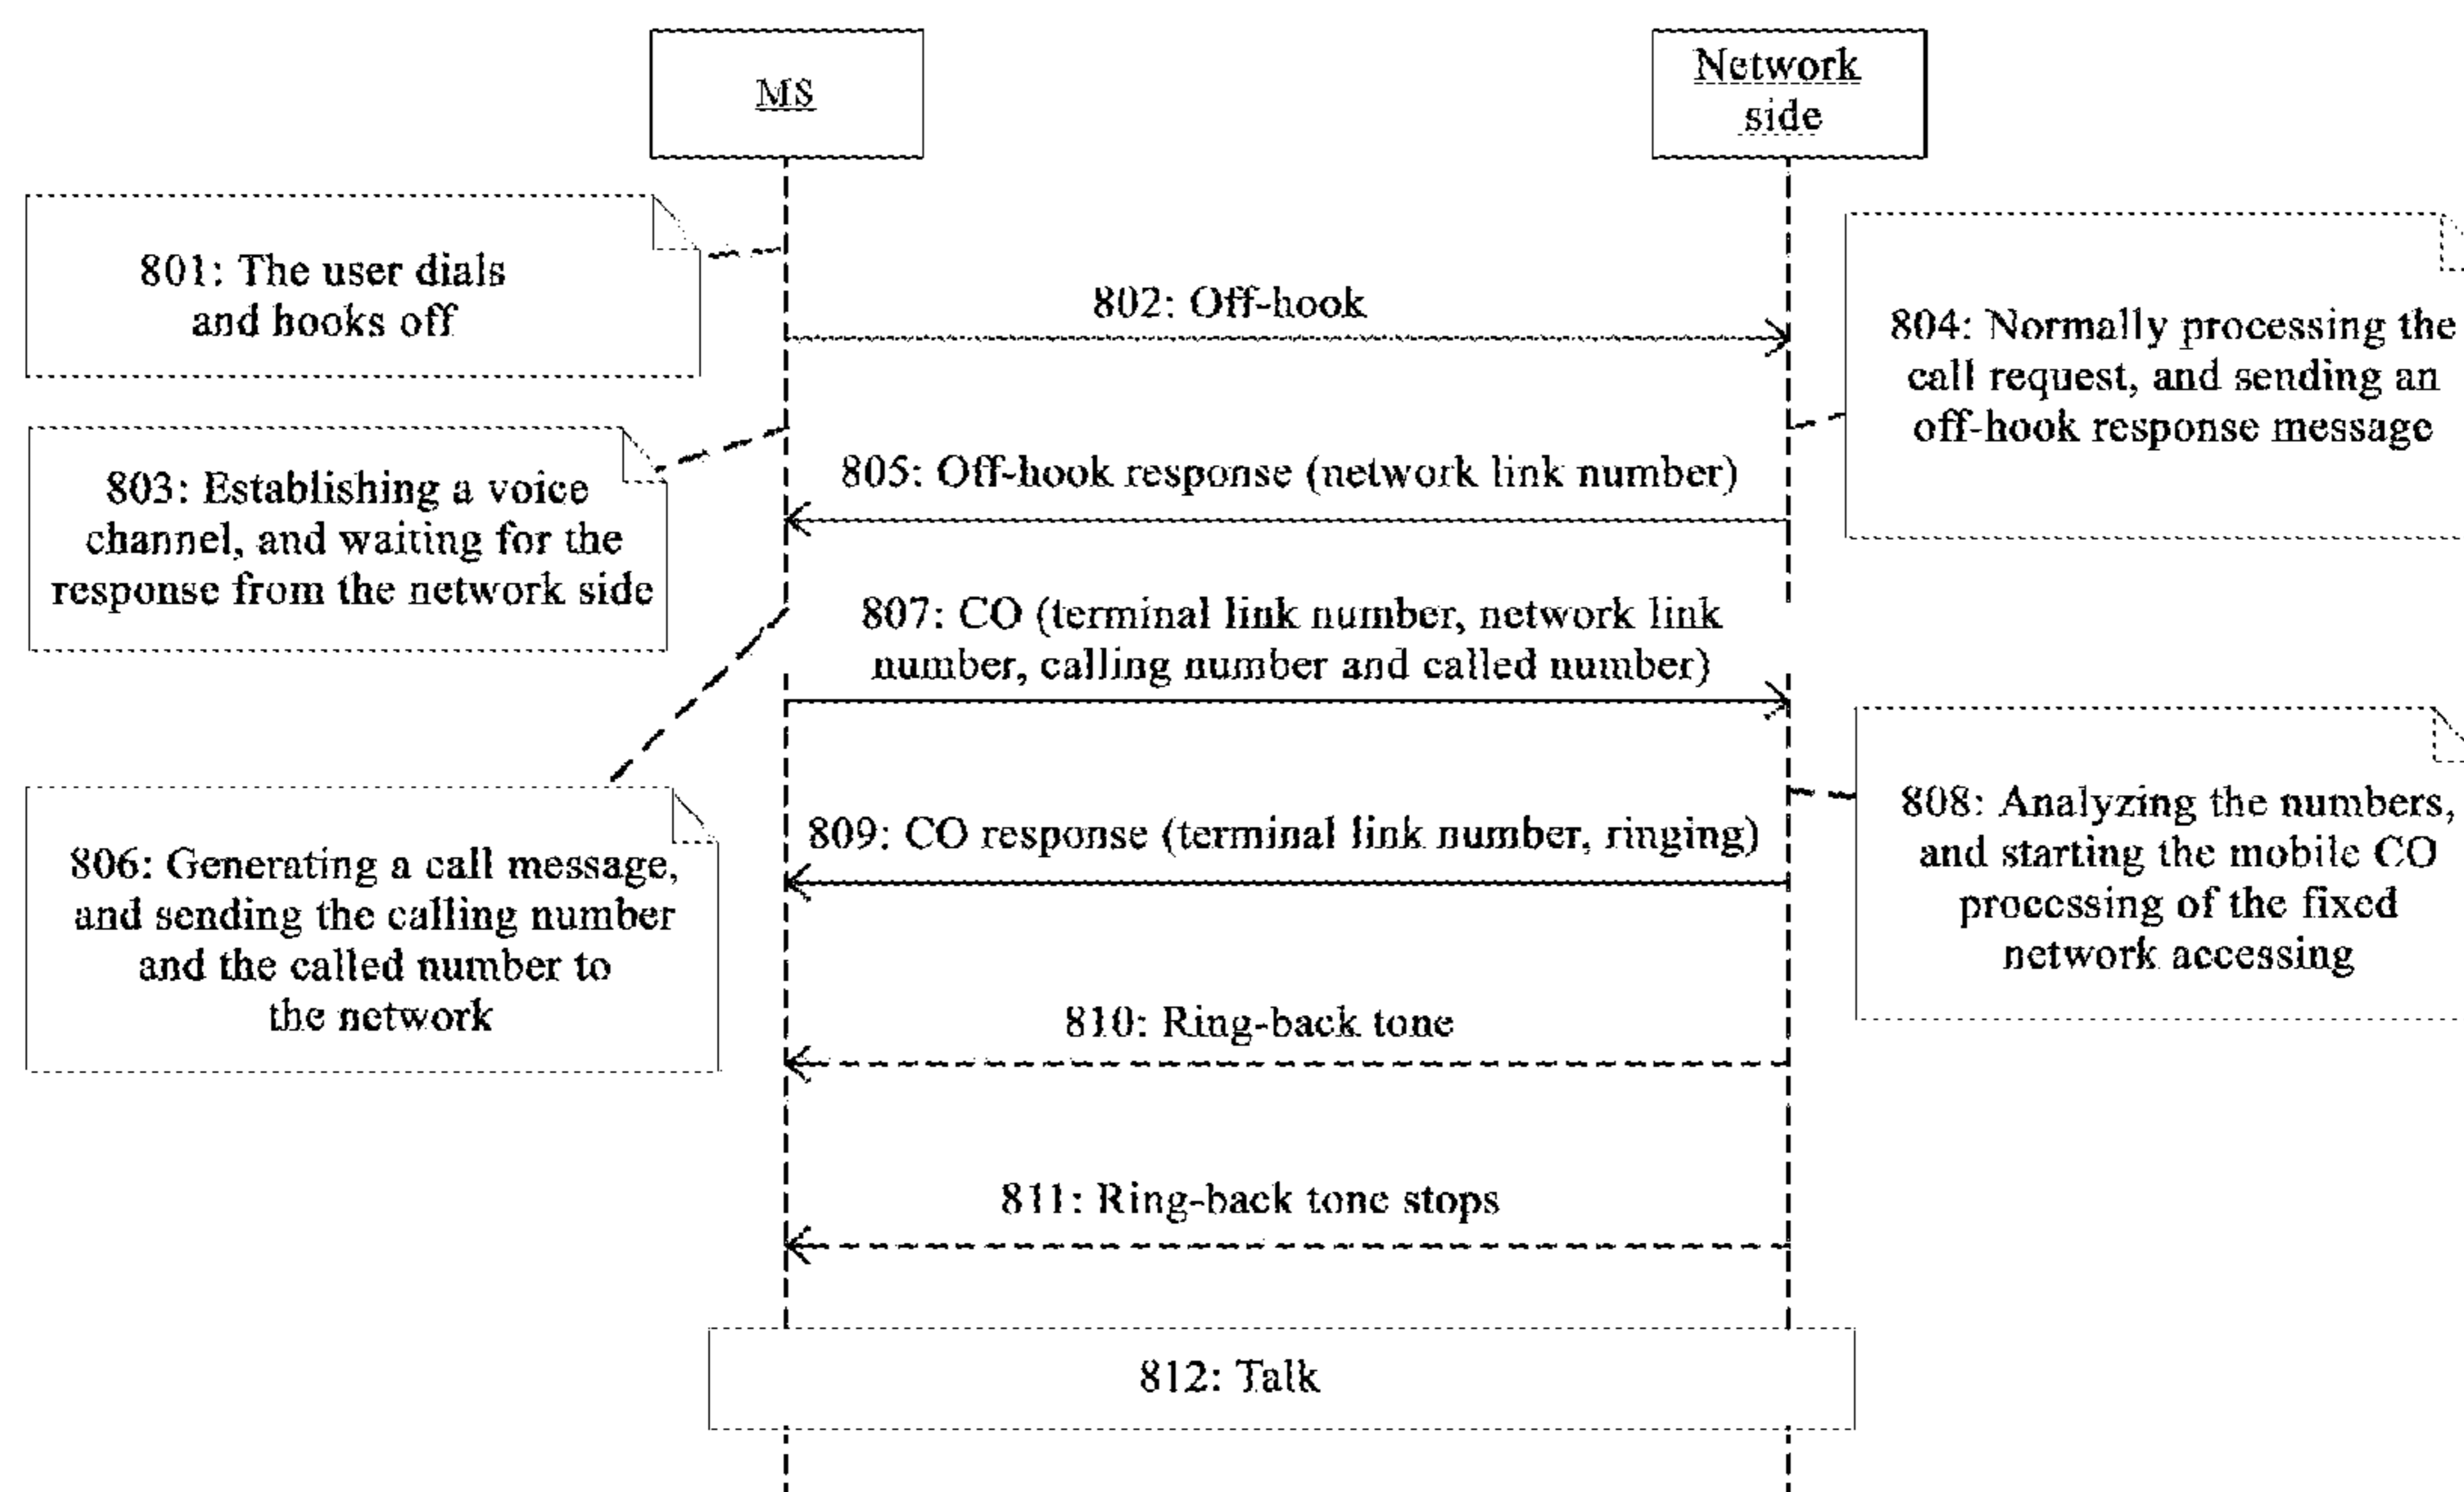 MS
Network
side
801: The user dials
and hooks off
802: Off-hook
804: Normally processing the
call request, and sending an
off-hook response message
803: Establishing a voice
channel, and waiting for the
response from the network side
805: Off-hook response (network link number)
807: CO (terminal link number, network link
number, calling number and called number)
806: Generating a call message,
and sending the calling number
and the called number to
the network
808: Analyzing the numbers,
and starting the mobile CO
processing of the fixed
network accessing
809: CO response (terminal link number, ringing)
810: Ring-back tone
811: Ring-back tone stops
812: Talk